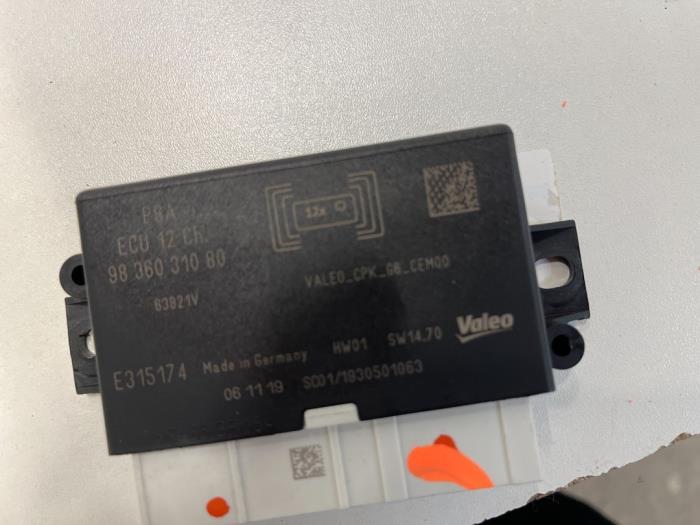 PSA
ECU 12 Ch.
98 360 310 80
63821V
12x
VALEO_CPK_G6_CEM00
E315174 Made in Germany HW01 SW14.70 Valeo
06 11 19 SC01/1930501063